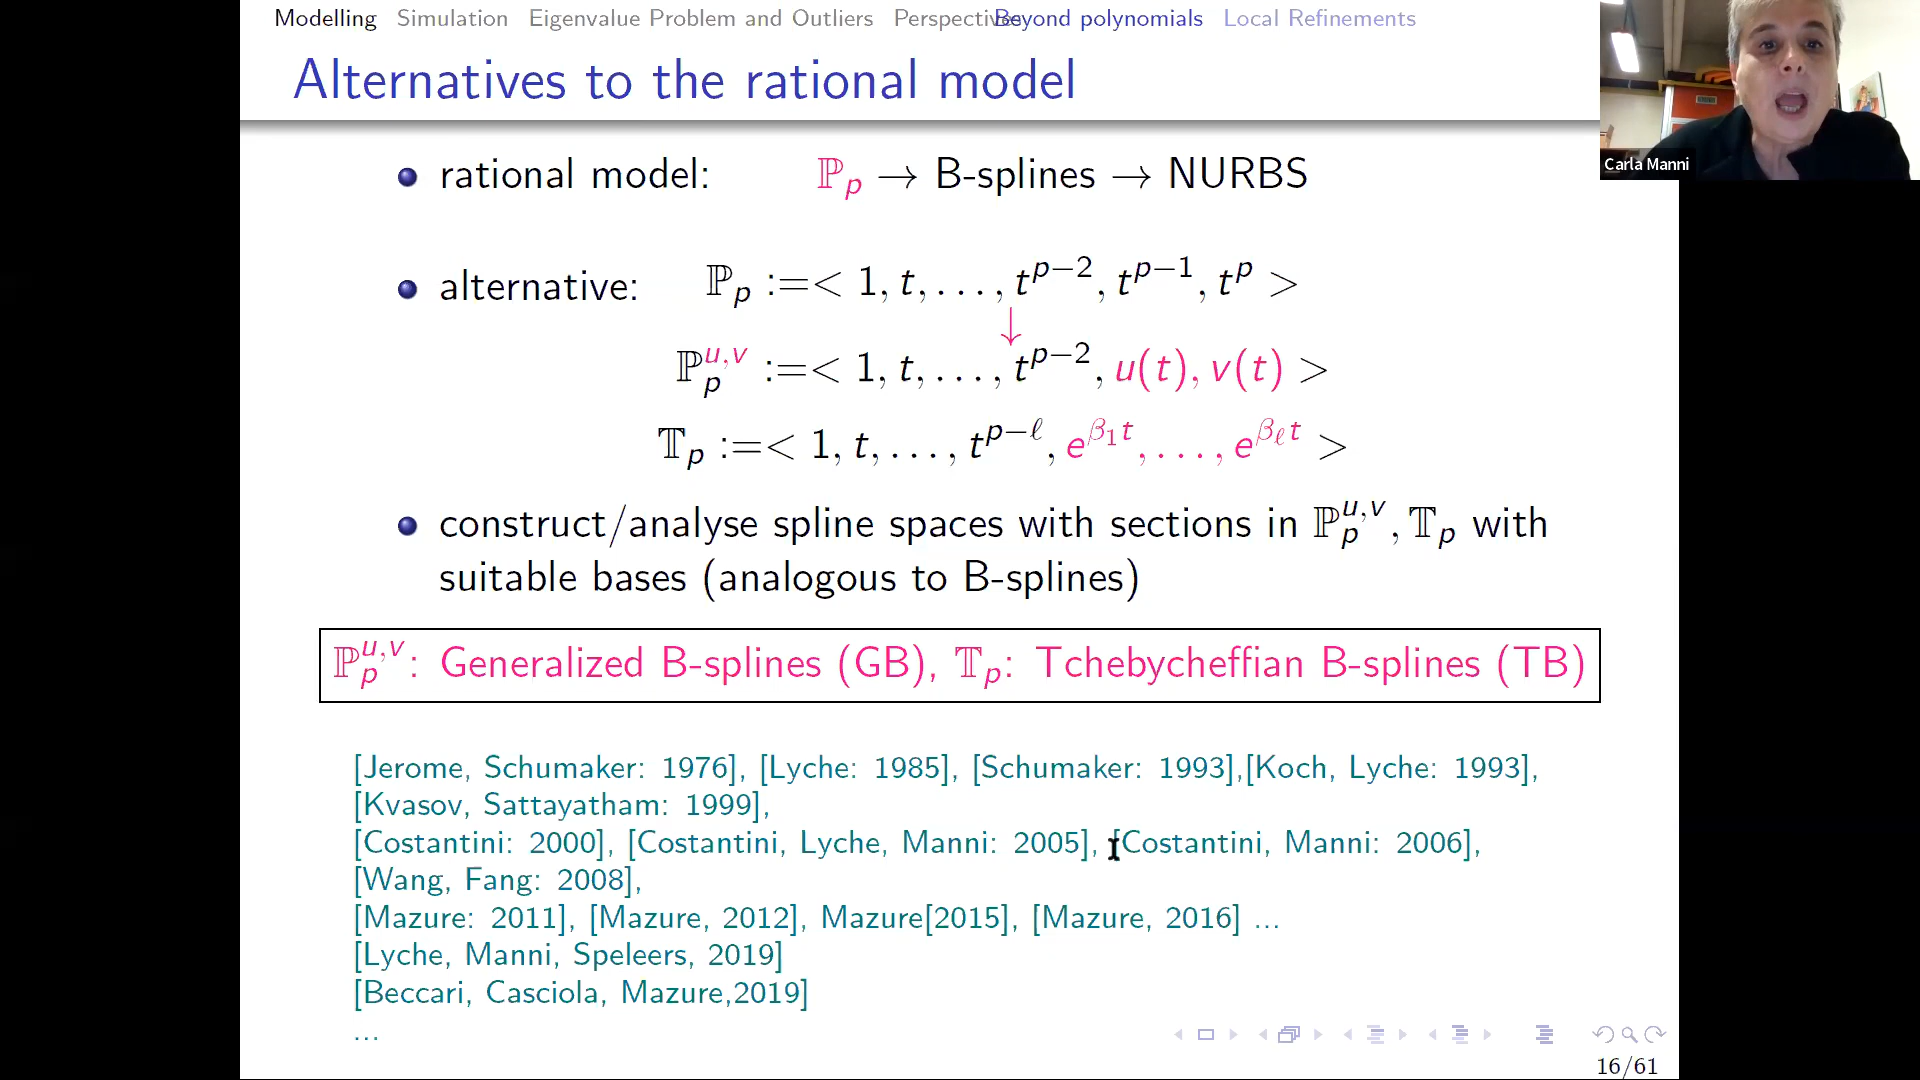 Modelling Simulation Eigenvalue Problem and Outliers Perspectives Beyond polynomials Local Refinements
Alternatives to the rational model
Carla Manni
rational model: ℙ_p → B-splines → NURBS
alternative: ℙ_p :=< 1, t, . . . , t^{p−2}, t^{p−1}, t^p >
↓
ℙ_p^{u,v} :=< 1, t, . . . , t^{p−2}, u(t), v(t) >
𝕋_p :=< 1, t, . . . , t^{p−ℓ}, e^{β_1 t}, . . . , e^{β_ℓ t} >
construct/analyse spline spaces with sections in ℙ_p^{u,v}, 𝕋_p with
suitable bases (analogous to B-splines)
ℙ_p^{u,v}: Generalized B-splines (GB), 𝕋_p: Tchebycheffian B-splines (TB)
[Jerome, Schumaker: 1976], [Lyche: 1985], [Schumaker: 1993],[Koch, Lyche: 1993],
[Kvasov, Sattayatham: 1999],
[Costantini: 2000], [Costantini, Lyche, Manni: 2005], [Costantini, Manni: 2006],
[Wang, Fang: 2008],
[Mazure: 2011], [Mazure, 2012], Mazure[2015], [Mazure, 2016] ...
[Lyche, Manni, Speleers, 2019]
[Beccari, Casciola, Mazure,2019]
...
16/61